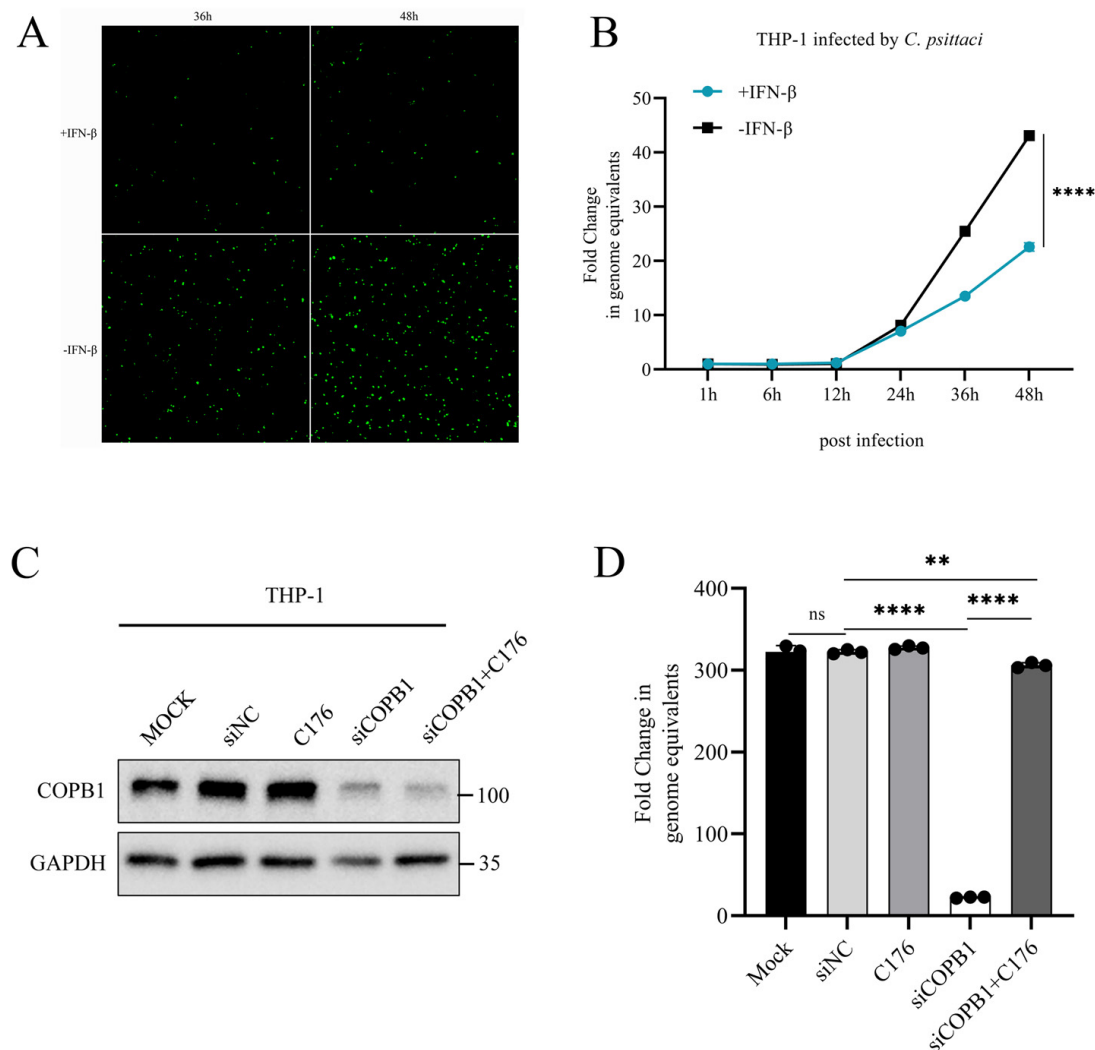 A
36h
48h
+IFN-β
-IFN-β
B
THP-1 infected by C. psittaci
+IFN-β
-IFN-β
Fold Change
in genome equivalents
50
40
30
20
10
0
****
1h
6h
12h
24h
36h
48h
post infection
C
THP-1
MOCK
siNC
C176
siCOPB1
siCOPB1+C176
COPB1
100
GAPDH
35
D
Fold Change in
genome equivalents
400
300
200
100
0
**
ns
****
****
Mock
siNC
C176
siCOPB1
siCOPB1+C176